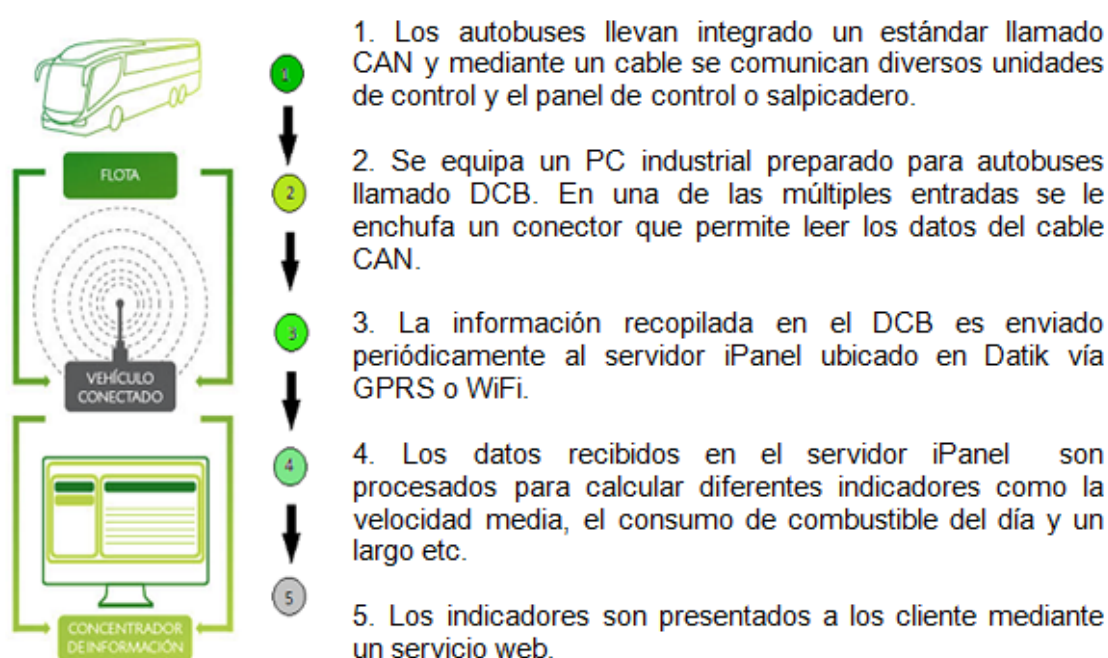 FLOTA
VEHÍCULO
CONECTADO
CONCENTRADOR
DE INFORMACIÓN
1
2
3
4
5
1. Los autobuses llevan integrado un estándar llamado
CAN y mediante un cable se comunican diversos unidades
de control y el panel de control o salpicadero.
2. Se equipa un PC industrial preparado para autobuses
llamado DCB. En una de las múltiples entradas se le
enchufa un conector que permite leer los datos del cable
CAN.
3. La información recopilada en el DCB es enviado
periódicamente al servidor iPanel ubicado en Datik vía
GPRS o WiFi.
4. Los datos recibidos en el servidor iPanel son
procesados para calcular diferentes indicadores como la
velocidad media, el consumo de combustible del día y un
largo etc.
5. Los indicadores son presentados a los cliente mediante
un servicio web.